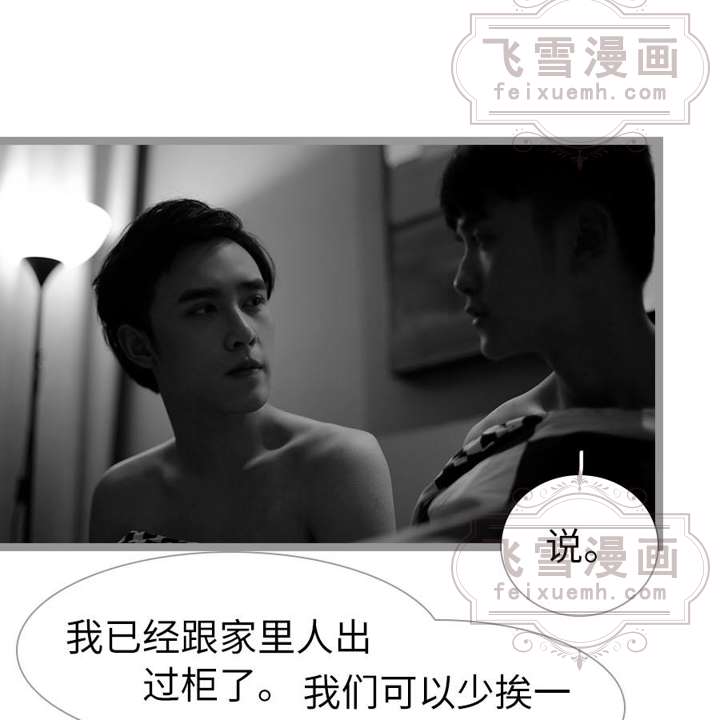 飞雪漫画
feixuemh.com
说。
飞雪漫画
feixuemh.com
我已经跟家里人出
过柜了。
我们可以少挨一